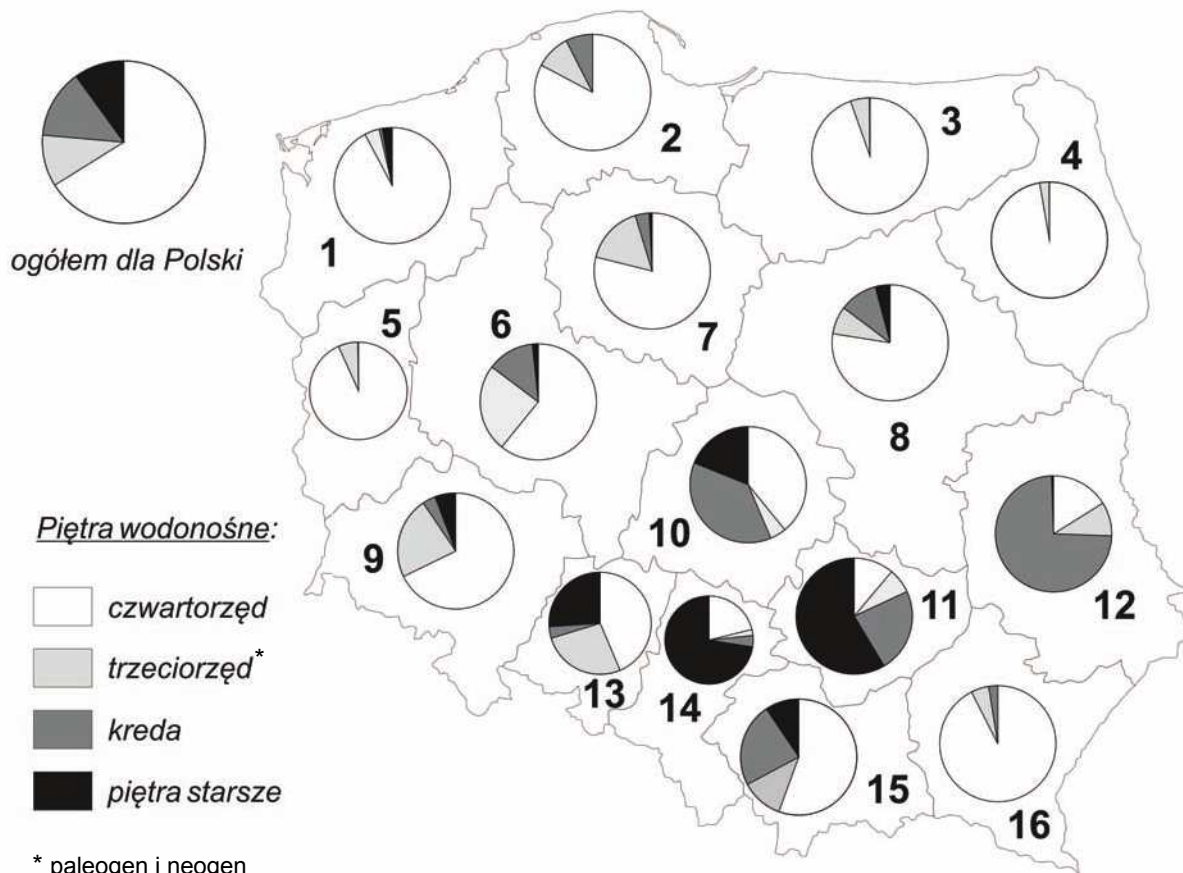 ogółem dla Polski
1
2
3
4
5
6
7
8
9
10
11
12
13
14
15
16
Piętra wodonośne:
czwartorzęd
trzeciorzęd*
kreda
piętra starsze
* paleogen i neogen